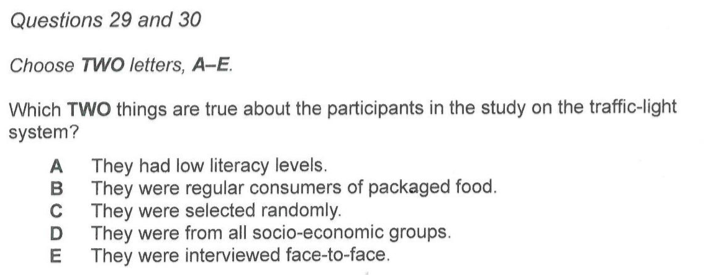 Questions 29 and 30
Choose TWO letters, A–E.
Which TWO things are true about the participants in the study on the traffic-light
system?
A They had low literacy levels.
B They were regular consumers of packaged food.
C They were selected randomly.
D They were from all socio-economic groups.
E They were interviewed face-to-face.